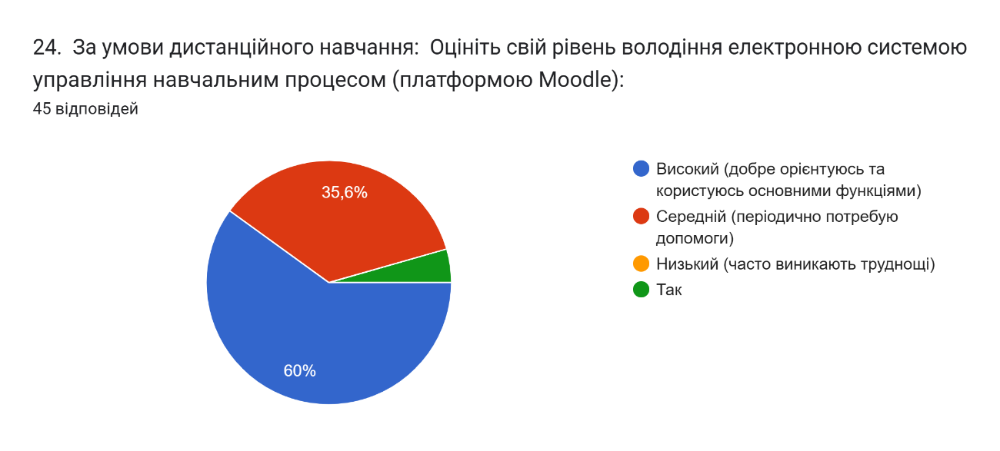 24.  За умови дистанційного навчання:  Оцініть свій рівень володіння електронною системою
управління навчальним процесом (платформою Moodle):
45 відповідей
35,6%
60%
Високий (добре орієнтуюсь та
користуюсь основними функціями)
Середній (періодично потребую
допомоги)
Низький (часто виникають труднощі)
Так